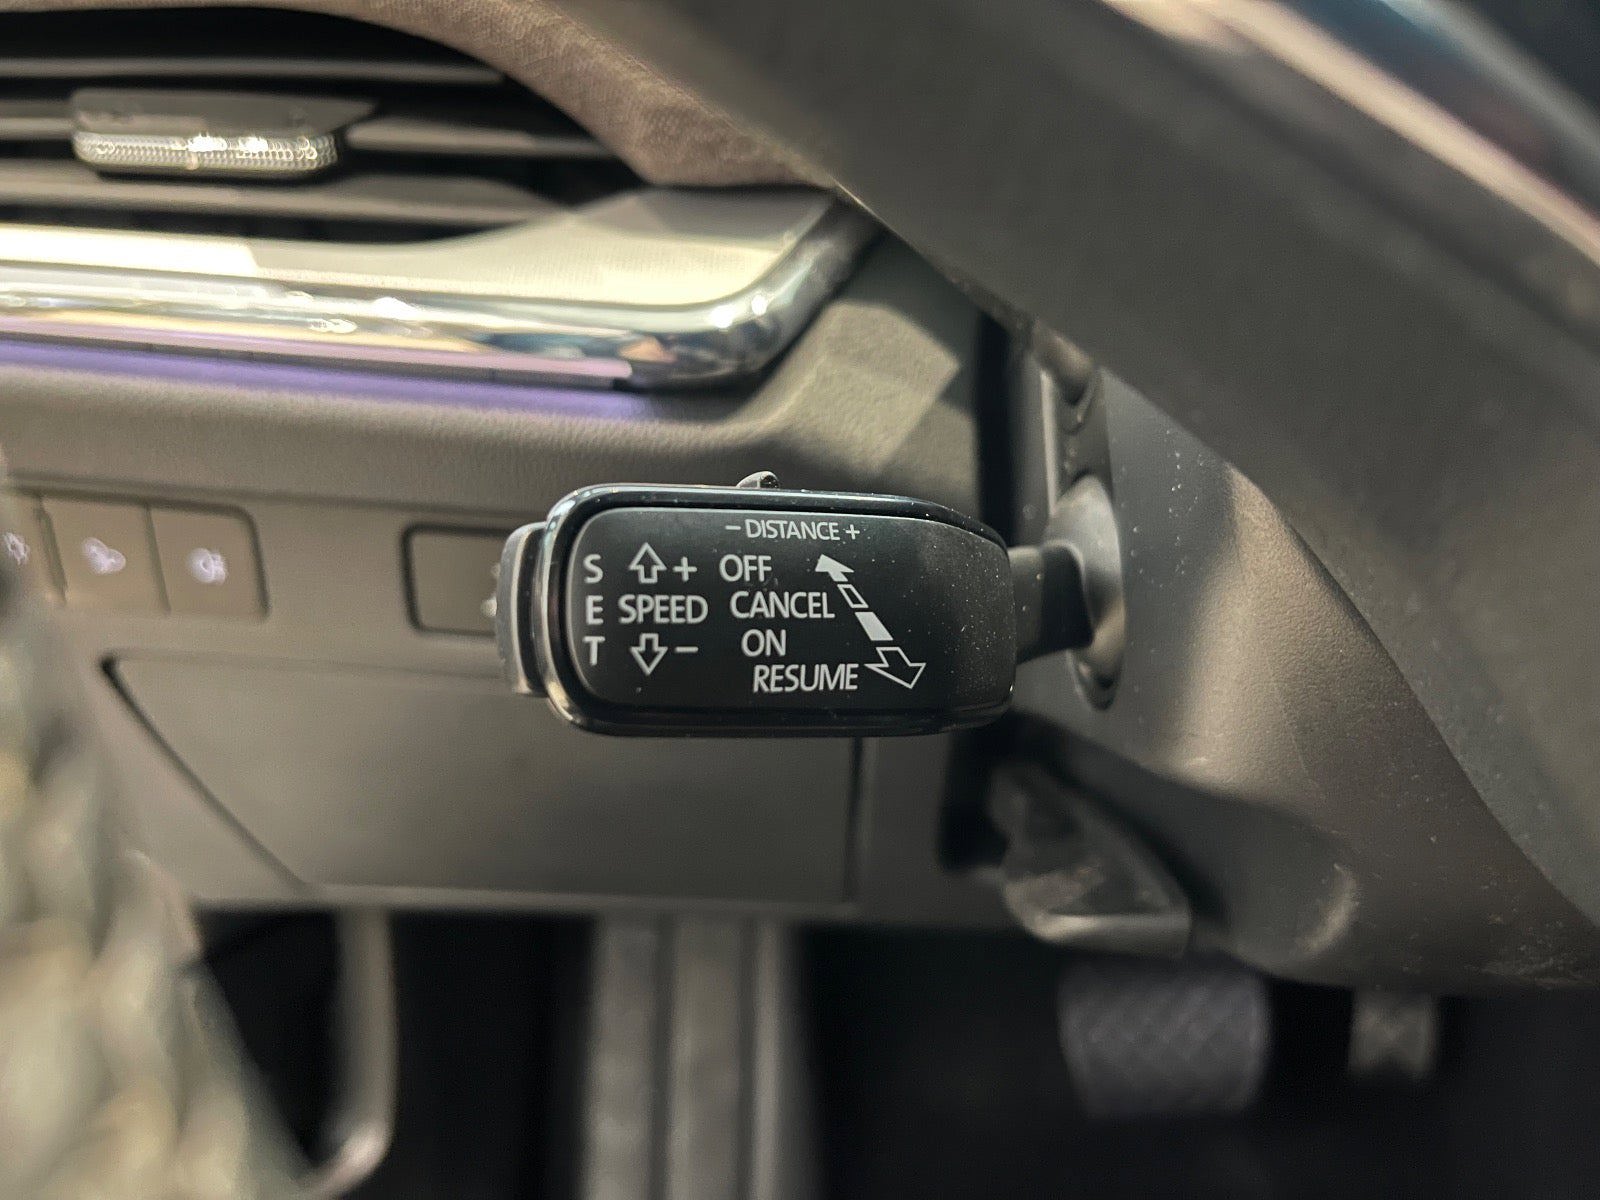 - DISTANCE +
S + OFF
E SPEED CANCEL
T - ON
RESUME